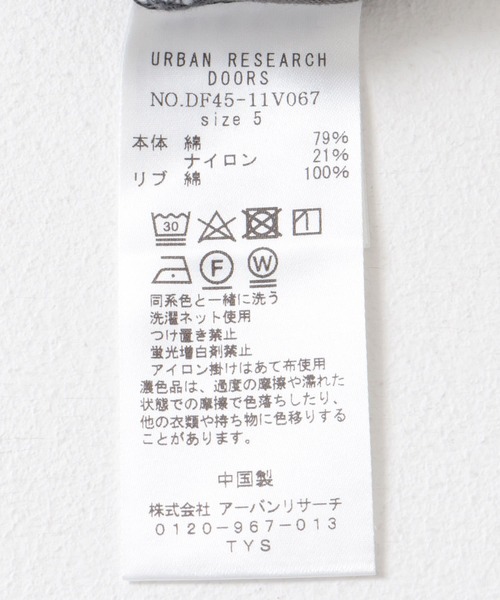 URBAN RESEARCH
DOORS
NO.DF45-11V067
size 5
本体 綿 79%
ナイロン 21%
リブ 綿 100%
30
F W
同系色と一緒に洗う
洗濯ネット使用
つけ置き禁止
蛍光増白剤禁止
アイロン掛けはあて布使用
濃色品は、過度の摩擦や濡れた
状態での摩擦で色落ちしたり、
他の衣類や持ち物に色移りする
ことがあります。
中国製
株式会社 アーバンリサーチ
0120-967-013
TYS